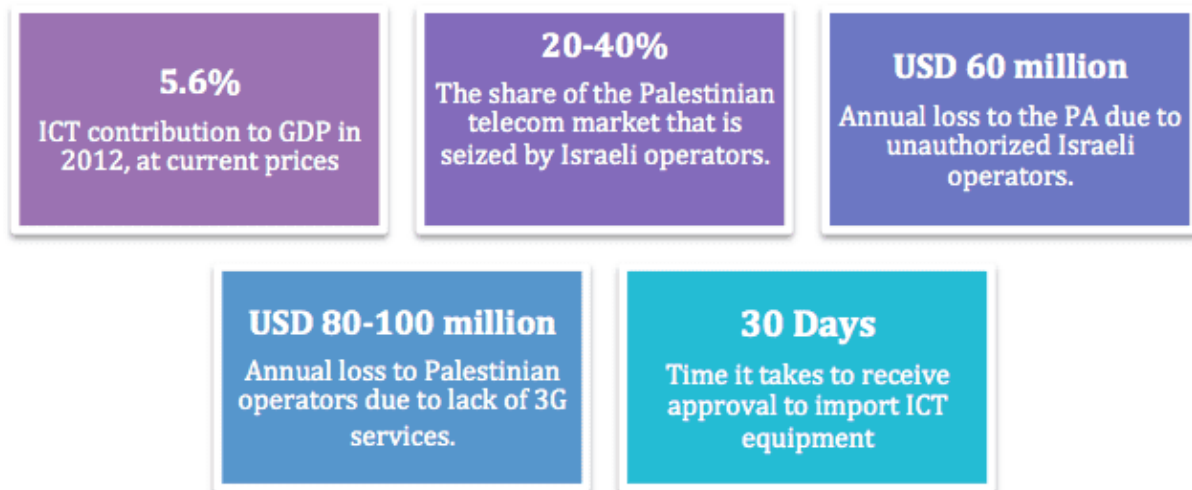 5.6%
ICT contribution to GDP in
2012, at current prices
20-40%
The share of the Palestinian
telecom market that is
seized by Israeli operators.
USD 60 million
Annual loss to the PA due to
unauthorized Israeli
operators.
USD 80-100 million
Annual loss to Palestinian
operators due to lack of 3G
services.
30 Days
Time it takes to receive
approval to import ICT
equipment